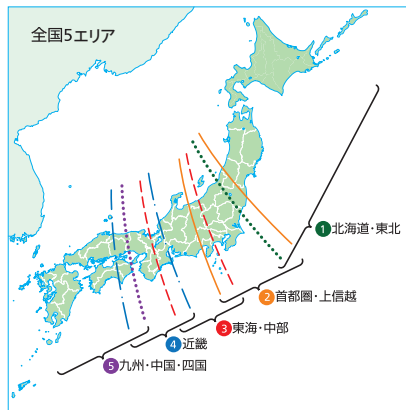 全国5エリア
1北海道・東北
2首都圏・上信越
3東海・中部
4近畿
5九州・中国・四国